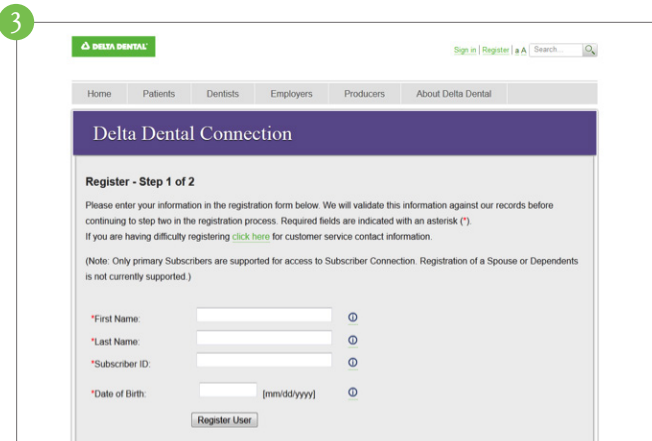 3
Δ DELTA DENTAL
Sign in | Register | a A Search...
Home Patients Dentists Employers Producers About Delta Dental
Delta Dental Connection
Register - Step 1 of 2
Please enter your information in the registration form below. We will validate this information against our records before
continuing to step two in the registration process. Required fields are indicated with an asterisk (*).
If you are having difficulty registering click here for customer service contact information.
(Note: Only primary Subscribers are supported for access to Subscriber Connection. Registration of a Spouse or Dependents
is not currently supported.)
*First Name:
*Last Name:
*Subscriber ID:
*Date of Birth: [mm/dd/yyyy]
Register User